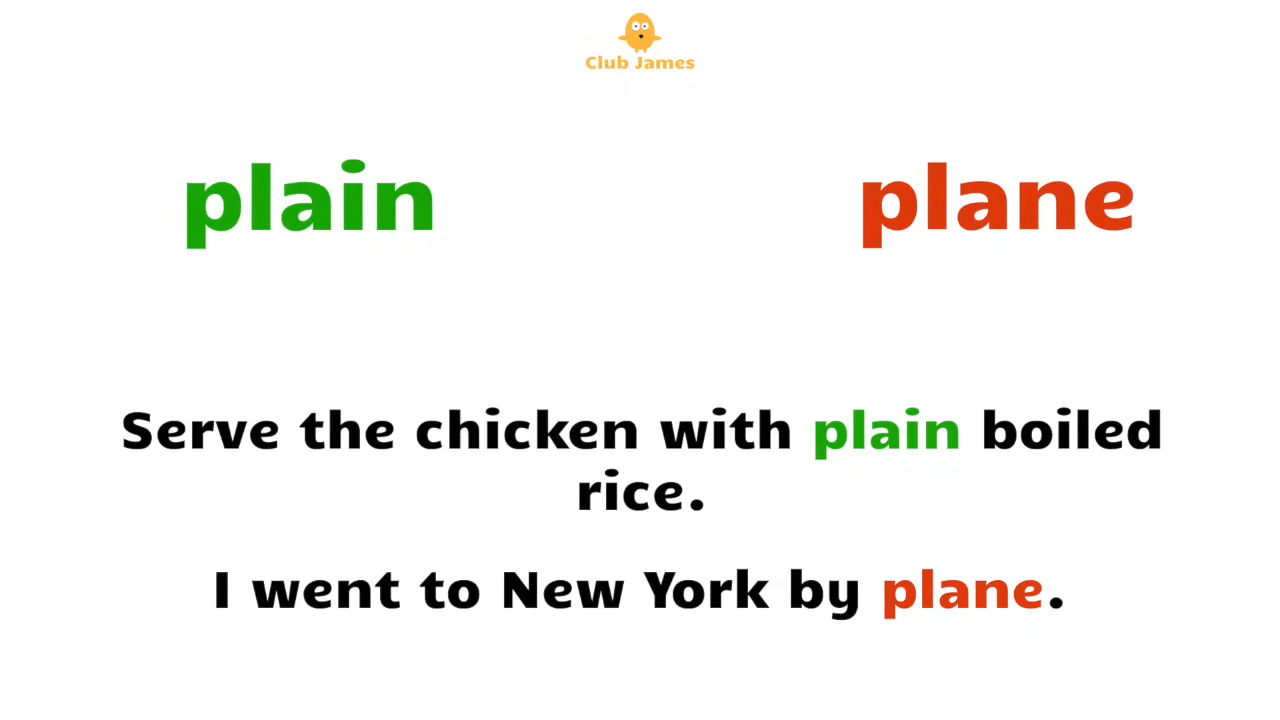 Club James
plain
plane
Serve the chicken with plain boiled
rice.
I went to New York by plane.